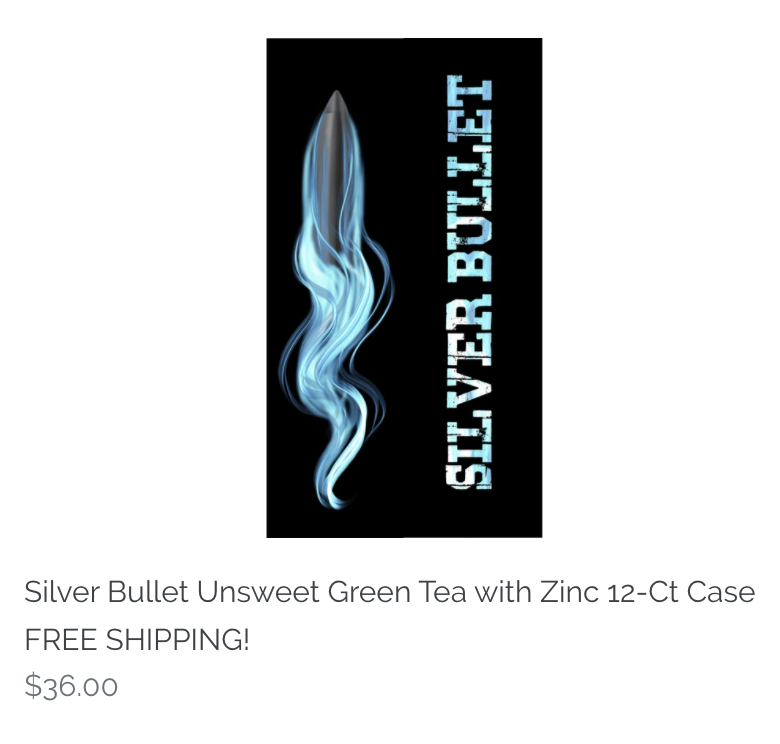 SILVER BULLET
Silver Bullet Unsweet Green Tea with Zinc 12-Ct Case
FREE SHIPPING!
$36.00